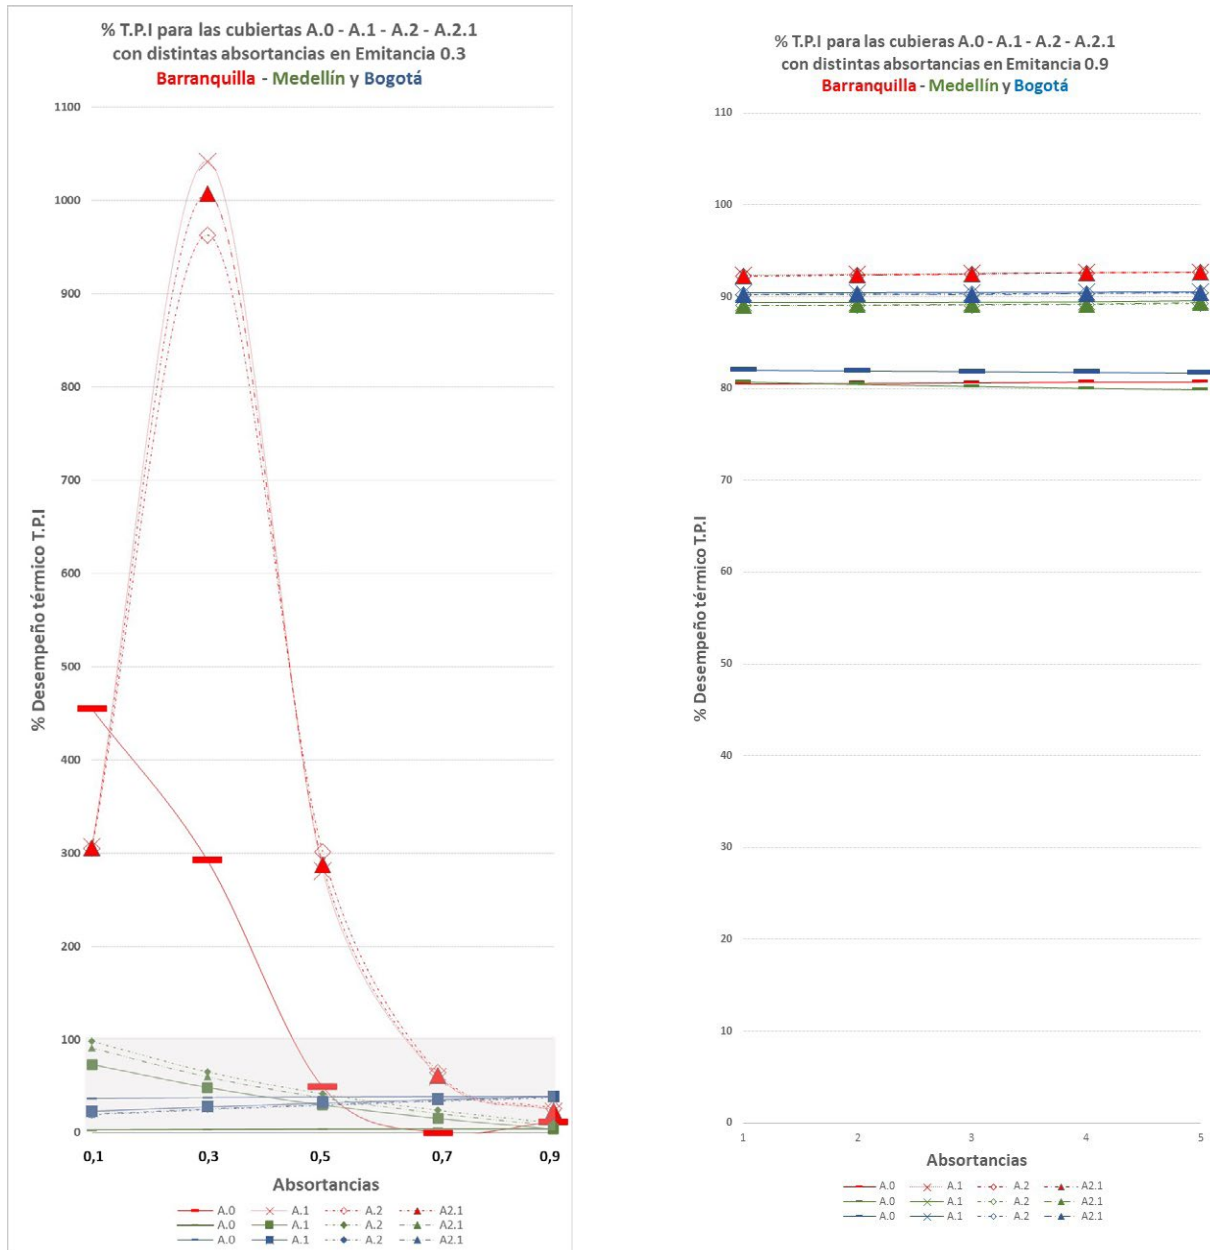 % T.P.I para las cubiertas A.0 - A.1 - A.2 - A.2.1
con distintas absortancias en Emitancia 0.3
Barranquilla - Medellín y Bogotá
1100
1000
900
800
700
600
500
400
300
200
100
0
% Desempeño térmico T.P.I
0,1 0,3 0,5 0,7 0,9
Absortancias
A.0 A.1 A.2 A2.1
A.0 A.1 A.2 A2.1
A.0 A.1 A.2 A2.1
% T.P.I para las cubieras A.0 - A.1 - A.2 - A.2.1
con distintas absortancias en Emitancia 0.9
Barranquilla - Medellín y Bogotá
110
100
90
80
70
60
50
40
30
20
10
0
% Desempeño térmico T.P.I
1 2 3 4 5
Absortancias
A.0 A.1 A.2 A2.1
A.0 A.1 A.2 A2.1
A.0 A.1 A.2 A2.1